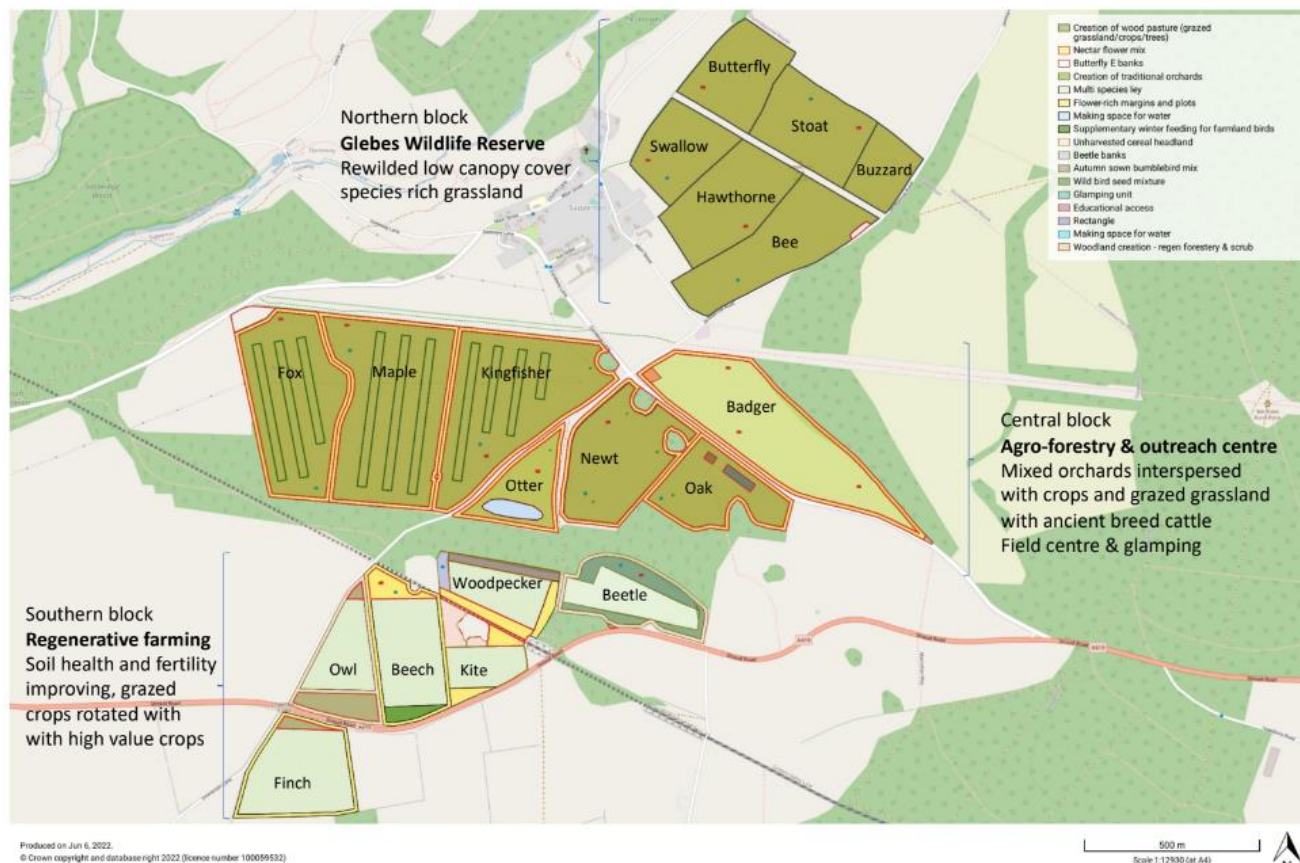 Northern block
Glebes Wildlife Reserve
Rewilded low canopy cover
species rich grassland
Butterfly
Stoat
Swallow
Buzzard
Hawthorne
Bee
Creation of wood pasture (grazed
grassland/crops/trees)
Nectar flower mix
Butterfly E banks
Creation of traditional orchards
Multi species ley
Flower-rich margins and plots
Making space for water
Supplementary winter feeding for farmland birds
Unharvested cereal headland
Beetle banks
Autumn sown bumblebird mix
Wild bird seed mixture
Glamping unit
Educational access
Rectangle
Making space for water
Woodland creation - regen forestery & scrub
Fox
Maple
Kingfisher
Badger
Newt
Otter
Oak
Central block
Agro-forestry & outreach centre
Mixed orchards interspersed
with crops and grazed grassland
with ancient breed cattle
Field centre & glamping
Southern block
Regenerative farming
Soil health and fertility
improving, grazed
crops rotated with
with high value crops
Woodpecker
Beetle
Owl
Beech
Kite
Finch
A419
A419
Produced on Jun 6, 2022.
© Crown copyright and database right 2022 (licence number 100059532)
500 m
Scale 1:12930 (at A4)